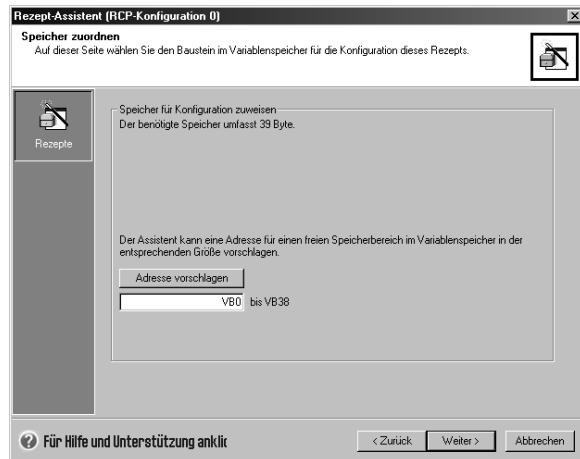 Rezept-Assistent (RCP-Konfiguration 0)
Speicher zuordnen
Auf dieser Seite wählen Sie den Baustein im Variablenspeicher für die Konfiguration dieses Rezepts.
Rezepte
Speicher für Konfiguration zuweisen
Der benötigte Speicher umfasst 39 Byte.
Der Assistent kann eine Adresse für einen freien Speicherbereich im Variablenspeicher in der
entsprechenden Größe vorschlagen.
Adresse vorschlagen
VB0 bis VB38
Für Hilfe und Unterstützung anklic
< Zurück Weiter > Abbrechen